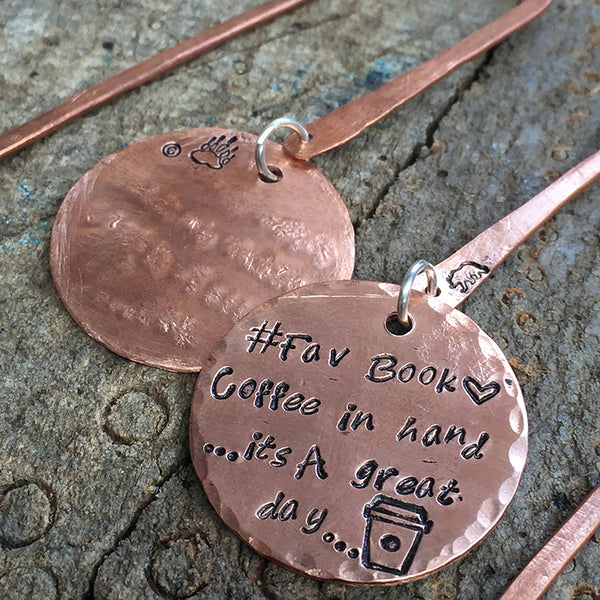 ©
#Fav Book
Coffee in hand
...its A great
day...